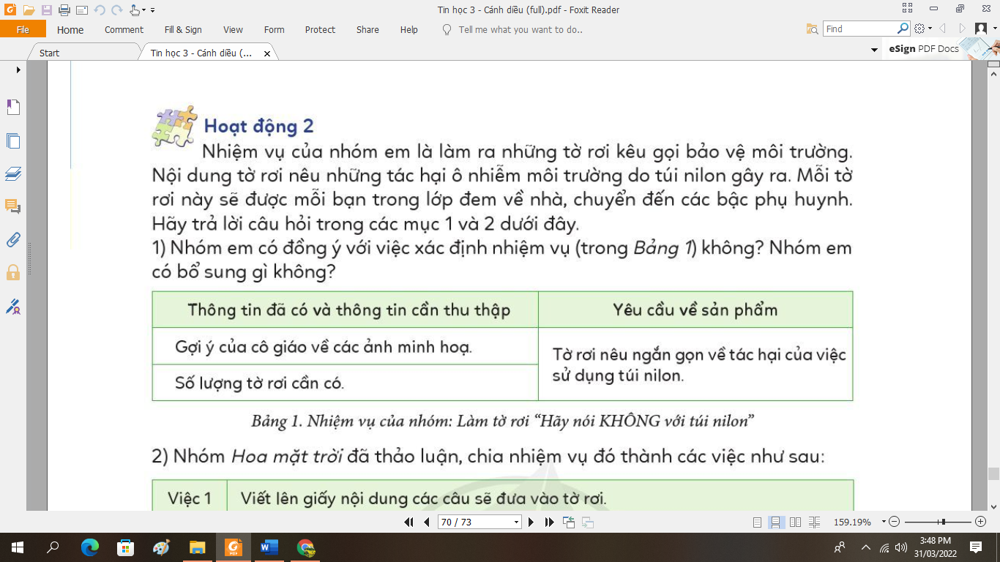 Tin học 3 - Cánh diều (full).pdf - Foxit Reader
File Home Comment Fill & Sign View Form Protect Share Help Tell me what you want to do.. Find
Start Tin học 3 - Cánh diều (... eSign PDF Docs
Hoạt động 2
Nhiệm vụ của nhóm em là làm ra những tờ rơi kêu gọi bảo vệ môi trường.
Nội dung tờ rơi nêu những tác hại ô nhiễm môi trường do túi nilon gây ra. Mỗi tờ
rơi này sẽ được mỗi bạn trong lớp đem về nhà, chuyển đến các bậc phụ huynh.
Hãy trả lời câu hỏi trong các mục 1 và 2 dưới đây.
1) Nhóm em có đồng ý với việc xác định nhiệm vụ (trong Bảng 1) không? Nhóm em
có bổ sung gì không?
Thông tin đã có và thông tin cần thu thập Yêu cầu về sản phẩm
Gợi ý của cô giáo về các ảnh minh hoạ.
Số lượng tờ rơi cần có.
Tờ rơi nêu ngắn gọn về tác hại của việc
sử dụng túi nilon.
Bảng 1. Nhiệm vụ của nhóm: Làm tờ rơi “Hãy nói KHÔNG với túi nilon”
2) Nhóm Hoa mặt trời đã thảo luận, chia nhiệm vụ đó thành các việc như sau:
Việc 1 Viết lên giấy nội dung các câu sẽ đưa vào tờ rơi.
70 / 73 159.19%
3:48 PM
31/03/2022